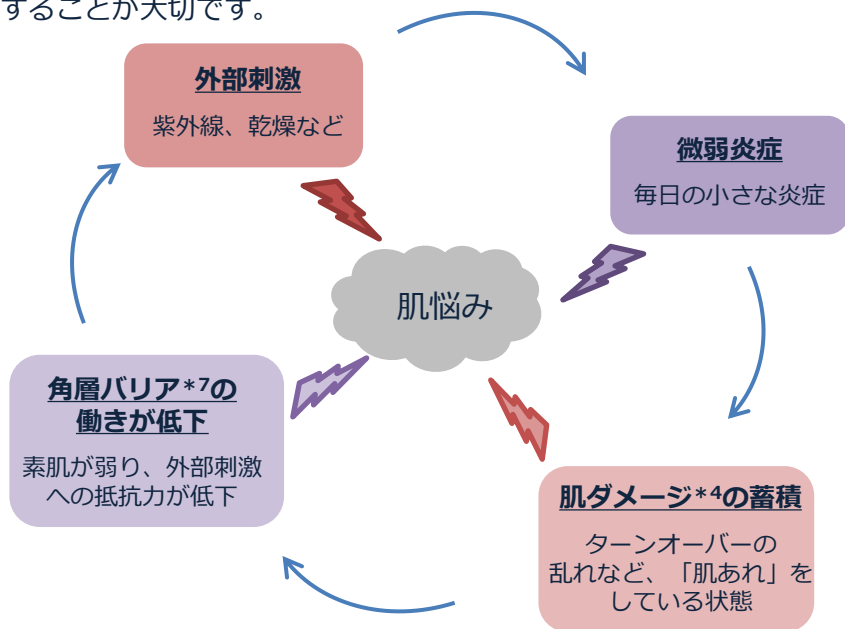 することが大切です。
外部刺激
紫外線、乾燥など
微弱炎症
毎日の小さな炎症
肌悩み
角層バリア*7の
働きが低下
素肌が弱り、外部刺激
への抵抗力が低下
肌ダメージ*4の蓄積
ターンオーバーの
乱れなど、「肌あれ」を
している状態